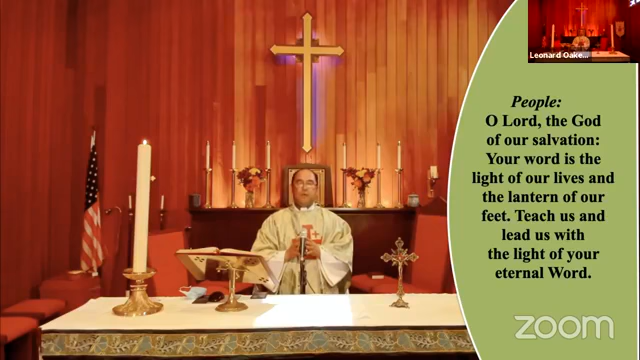 Leonard Oake...
People:
O Lord, the God
of our salvation:
Your word is the
light of our lives and
the lantern of our
feet. Teach us and
lead us with
the light of your
eternal Word.
zoom